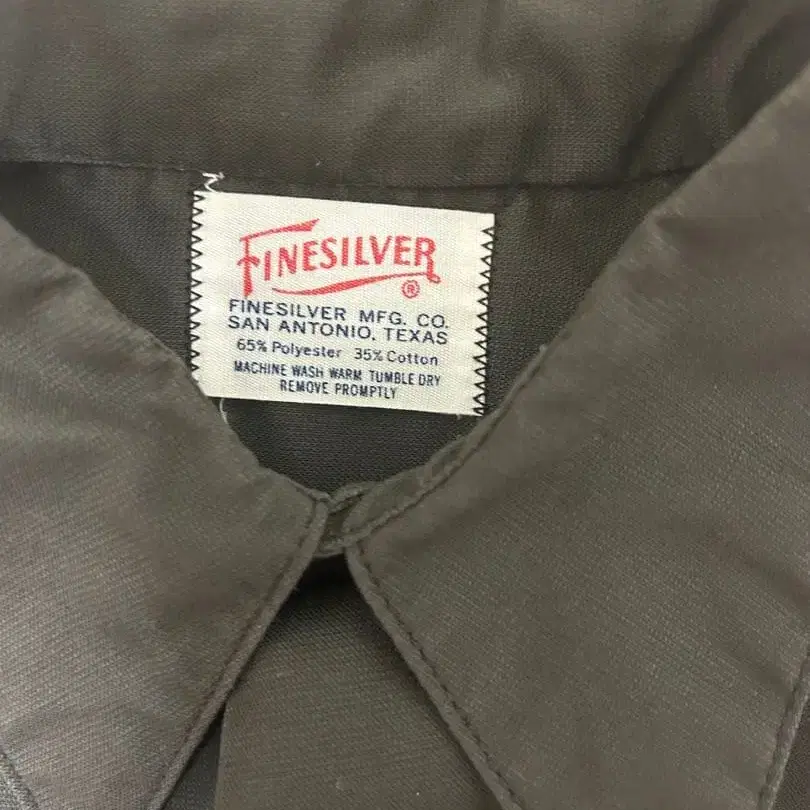 FINESILVER
®
FINESILVER MFG. CO.
SAN ANTONIO, TEXAS
65% Polyester 35% Cotton
MACHINE WASH WARM TUMBLE DRY
REMOVE PROMPTLY